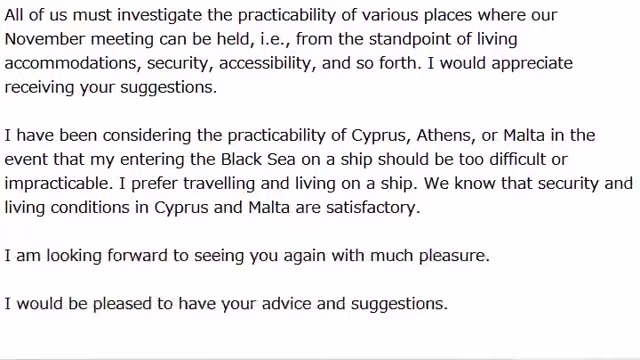 All of us must investigate the practicability of various places where our
November meeting can be held, i.e., from the standpoint of living
accommodations, security, accessibility, and so forth. I would appreciate
receiving your suggestions.
I have been considering the practicability of Cyprus, Athens, or Malta in the
event that my entering the Black Sea on a ship should be too difficult or
impracticable. I prefer travelling and living on a ship. We know that security and
living conditions in Cyprus and Malta are satisfactory.
I am looking forward to seeing you again with much pleasure.
I would be pleased to have your advice and suggestions.